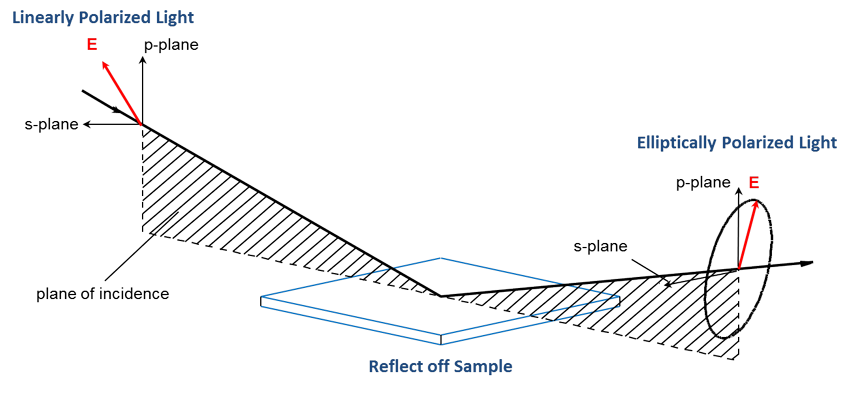 Linearly Polarized Light
E
p-plane
s-plane
Elliptically Polarized Light
p-plane
E
s-plane
plane of incidence
Reflect off Sample